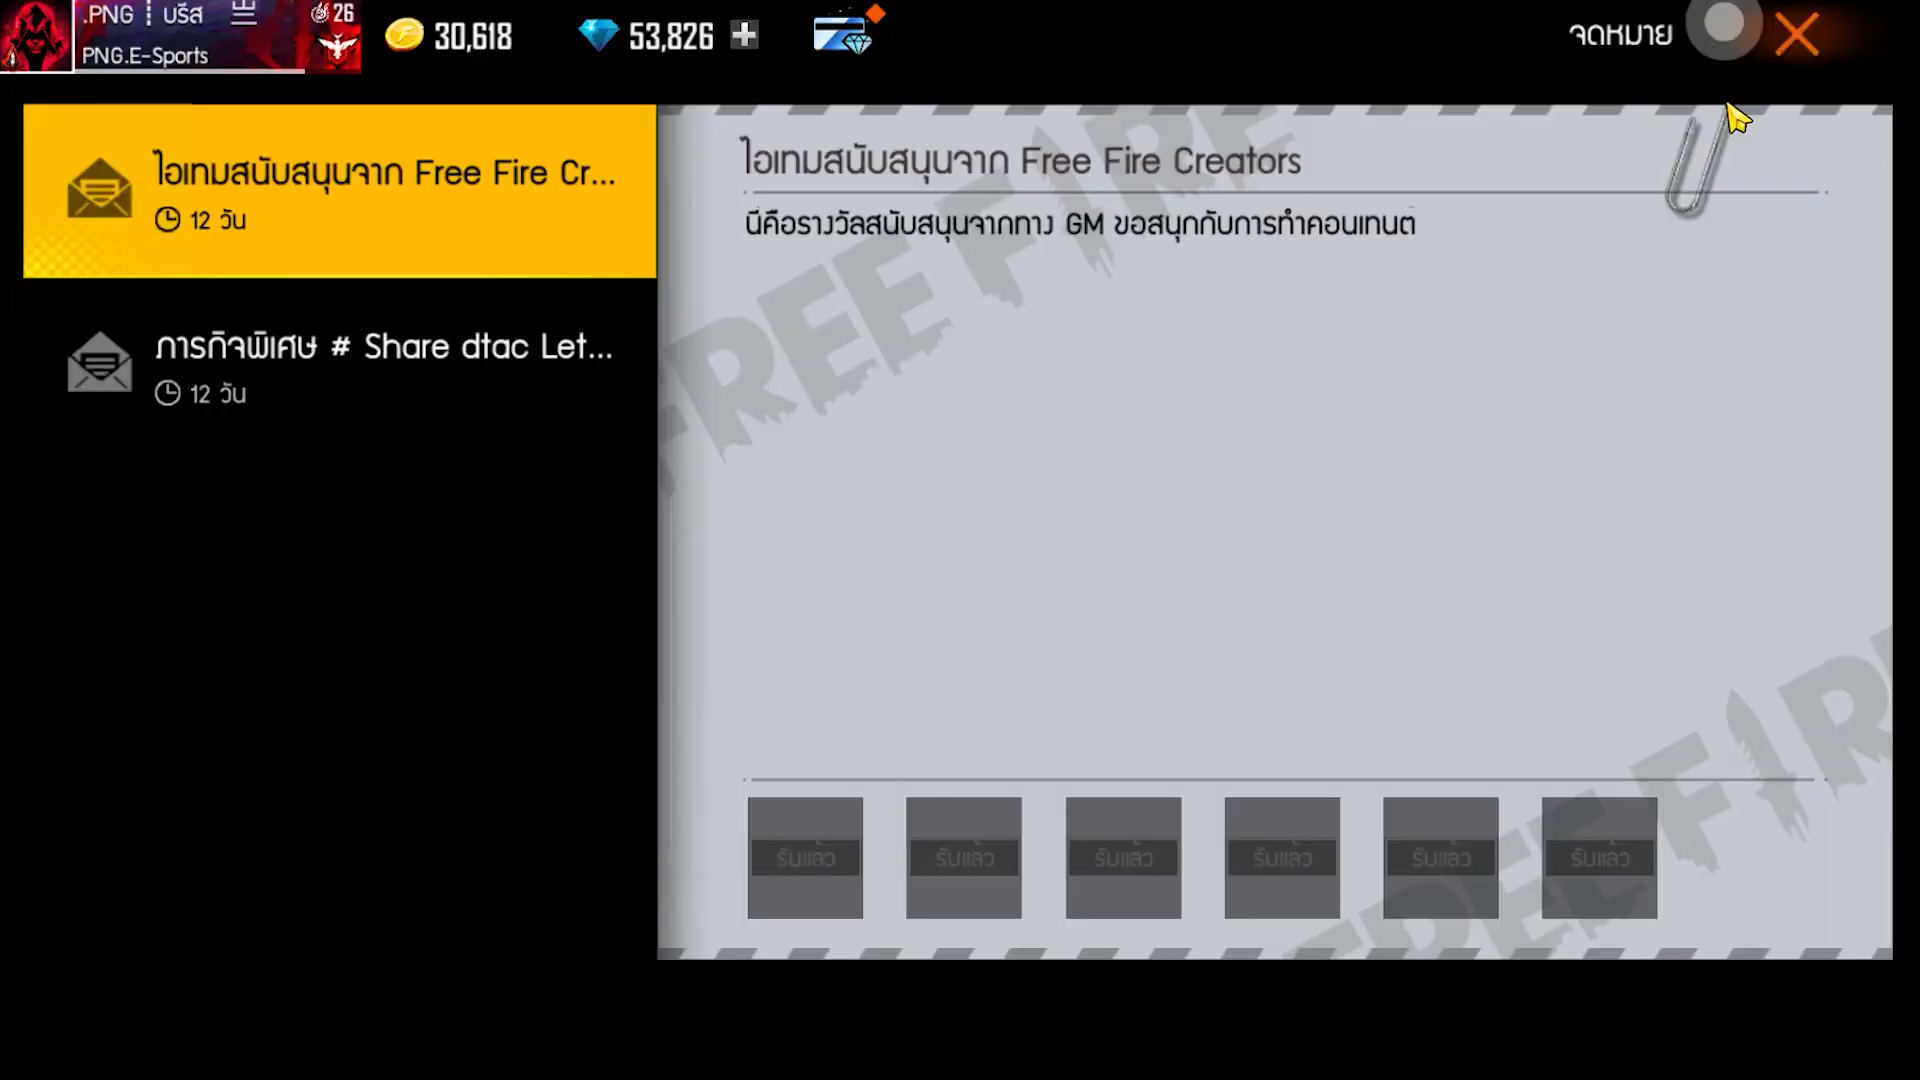 .PNG ┋ บรีส 亗
26
PNG.E-Sports
30,618
53,826
จดหมาย
ไอเทมสนับสนุนจาก Free Fire Cr...
12 วัน
ภารกิจพิเศษ # Share dtac Let...
12 วัน
ไอเทมสนับสนุนจาก Free Fire Creators
นี่คือรางวัลสนับสนุนจากทาง GM ขอสนุกกับการทำคอนเทนต์
FREE FIRE
FREE FIRE
รับแล้ว
รับแล้ว
รับแล้ว
รับแล้ว
รับแล้ว
รับแล้ว